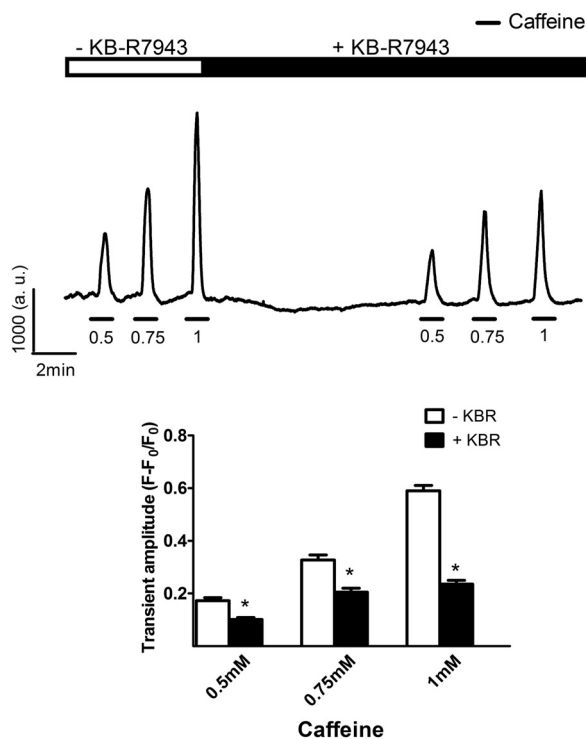 Caffeine
- KB-R7943 + KB-R7943
1000 (a. u.)
0.5 0.75 1 0.5 0.75 1
2min
- KBR
+ KBR
Transient amplitude (F-F0/F0)
0.8
0.6
0.4
0.2
* * *
0.5mM 0.75mM 1mM
Caffeine